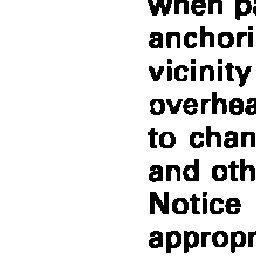 when pa
anchori
vicinity
overhea
to chan
and oth
Notice
appropr